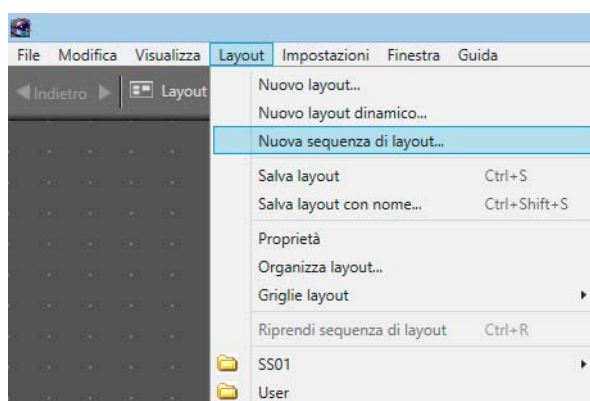 File Modifica Visualizza Layout Impostazioni Finestra Guida
Indietro Layout
Nuovo layout...
Nuovo layout dinamico...
Nuova sequenza di layout...
Salva layout Ctrl+S
Salva layout con nome... Ctrl+Shift+S
Proprietà
Organizza layout...
Griglie layout
Riprendi sequenza di layout Ctrl+R
SS01
User